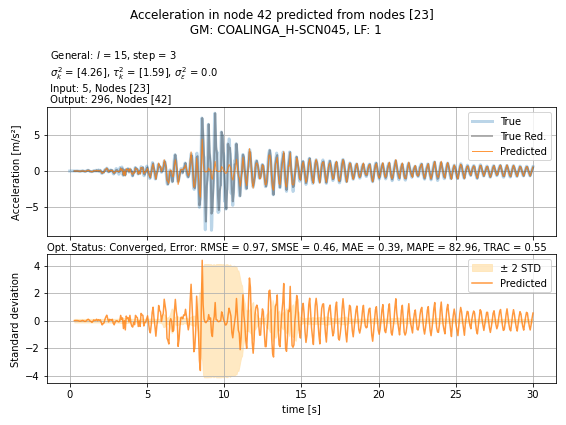 Acceleration in node 42 predicted from nodes [23]
GM: COALINGA_H-SCN045, LF: 1
General: l = 15, step = 3
σ²ₖ = [4.26], τ²ₖ = [1.59], σ²ε = 0.0
Input: 5, Nodes [23]
Output: 296, Nodes [42]
Acceleration [m/s²]
5
0
−5
True
True Red.
Predicted
Opt. Status: Converged, Error: RMSE = 0.97, SMSE = 0.46, MAE = 0.39, MAPE = 82.96, TRAC = 0.55
Standard deviation
4
2
0
−2
−4
± 2 STD
Predicted
0 5 10 15 20 25 30
time [s]